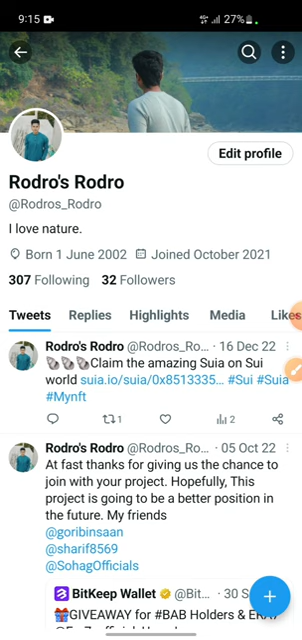 9:15 27%
Edit profile
Rodro's Rodro
@Rodros_Rodro
I love nature.
Born 1 June 2002 Joined October 2021
307 Following 32 Followers
Tweets Replies Highlights Media Likes
Rodro's Rodro @Rodros_Ro... · 16 Dec 22
🐚🐚🐚Claim the amazing Suia on Sui
world suia.io/suia/0x8513335... #Sui #Suia
#Mynft
1 2
Rodro's Rodro @Rodros_Ro... · 05 Oct 22
At fast thanks for giving us the chance to
join with your project. Hopefully, This
project is going to be a better position in
the future. My friends
@goribinsaan
@sharif8569
@SohagOfficials
BitKeep Wallet @Bit... · 30 S
🎁GIVEAWAY for #BAB Holders &